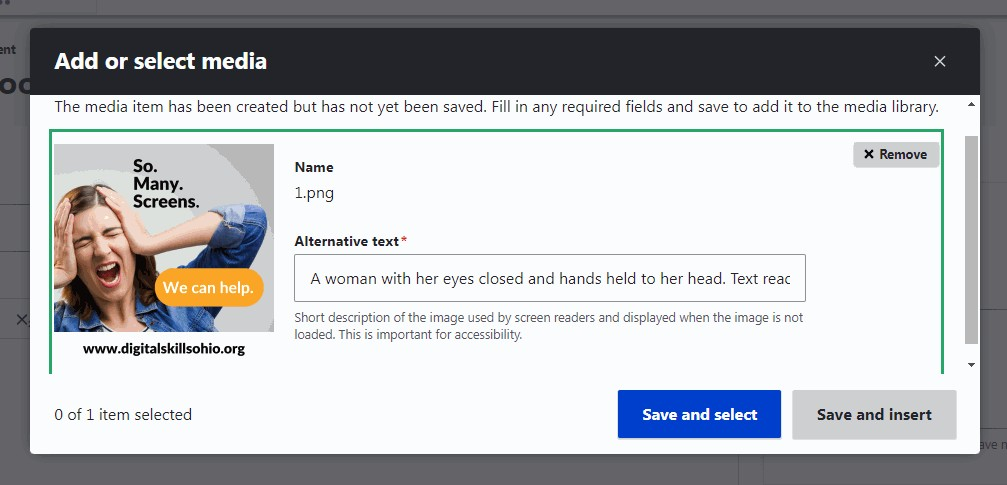 ent
Add or select media
The media item has been created but has not yet been saved. Fill in any required fields and save to add it to the media library.
So.
Many.
Screens.
We can help.
www.digitalskillsohio.org
Remove
Name
1.png
Alternative text*
A woman with her eyes closed and hands held to her head. Text reac
Short description of the image used by screen readers and displayed when the image is not
loaded. This is important for accessibility.
0 of 1 item selected
Save and select
Save and insert